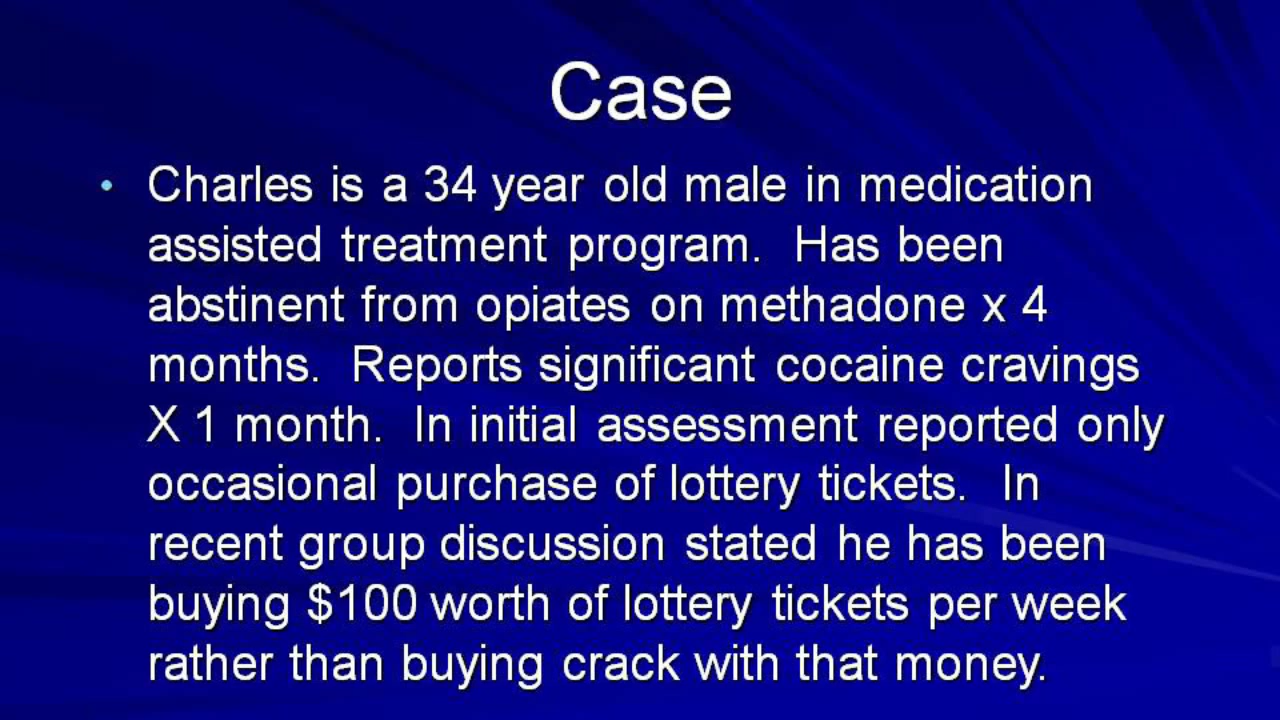 Case
• Charles is a 34 year old male in medication
assisted treatment program. Has been
abstinent from opiates on methadone x 4
months. Reports significant cocaine cravings
X 1 month. In initial assessment reported only
occasional purchase of lottery tickets. In
recent group discussion stated he has been
buying $100 worth of lottery tickets per week
rather than buying crack with that money.